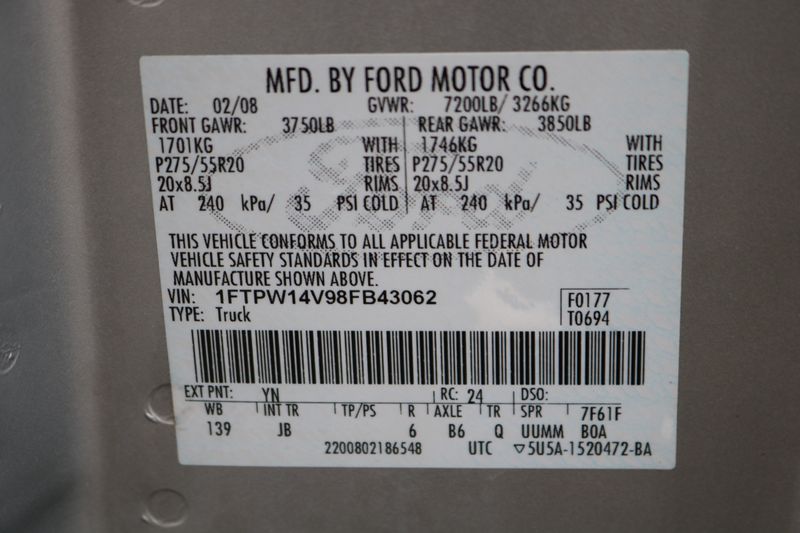 MFD. BY FORD MOTOR CO.
DATE: 02/08 GVWR: 7200LB/ 3266KG
FRONT GAWR: 3750LB REAR GAWR: 3850LB
1701KG WITH 1746KG WITH
P275/55R20 TIRES P275/55R20 TIRES
20x8.5J RIMS 20x8.5J RIMS
AT 240 kPa/ 35 PSI COLD AT 240 kPa/ 35 PSI COLD
THIS VEHICLE CONFORMS TO ALL APPLICABLE FEDERAL MOTOR
VEHICLE SAFETY STANDARDS IN EFFECT ON THE DATE OF
MANUFACTURE SHOWN ABOVE.
VIN: 1FTPW14V98FB43062 F0177
TYPE: Truck T0694
EXT PNT: YN RC: 24 DSO:
WB INT TR TP/PS R AXLE TR SPR 7F61F
139 JB 6 B6 Q UUMM BOA
2200802186548 UTC ▽5U5A-1520472-BA